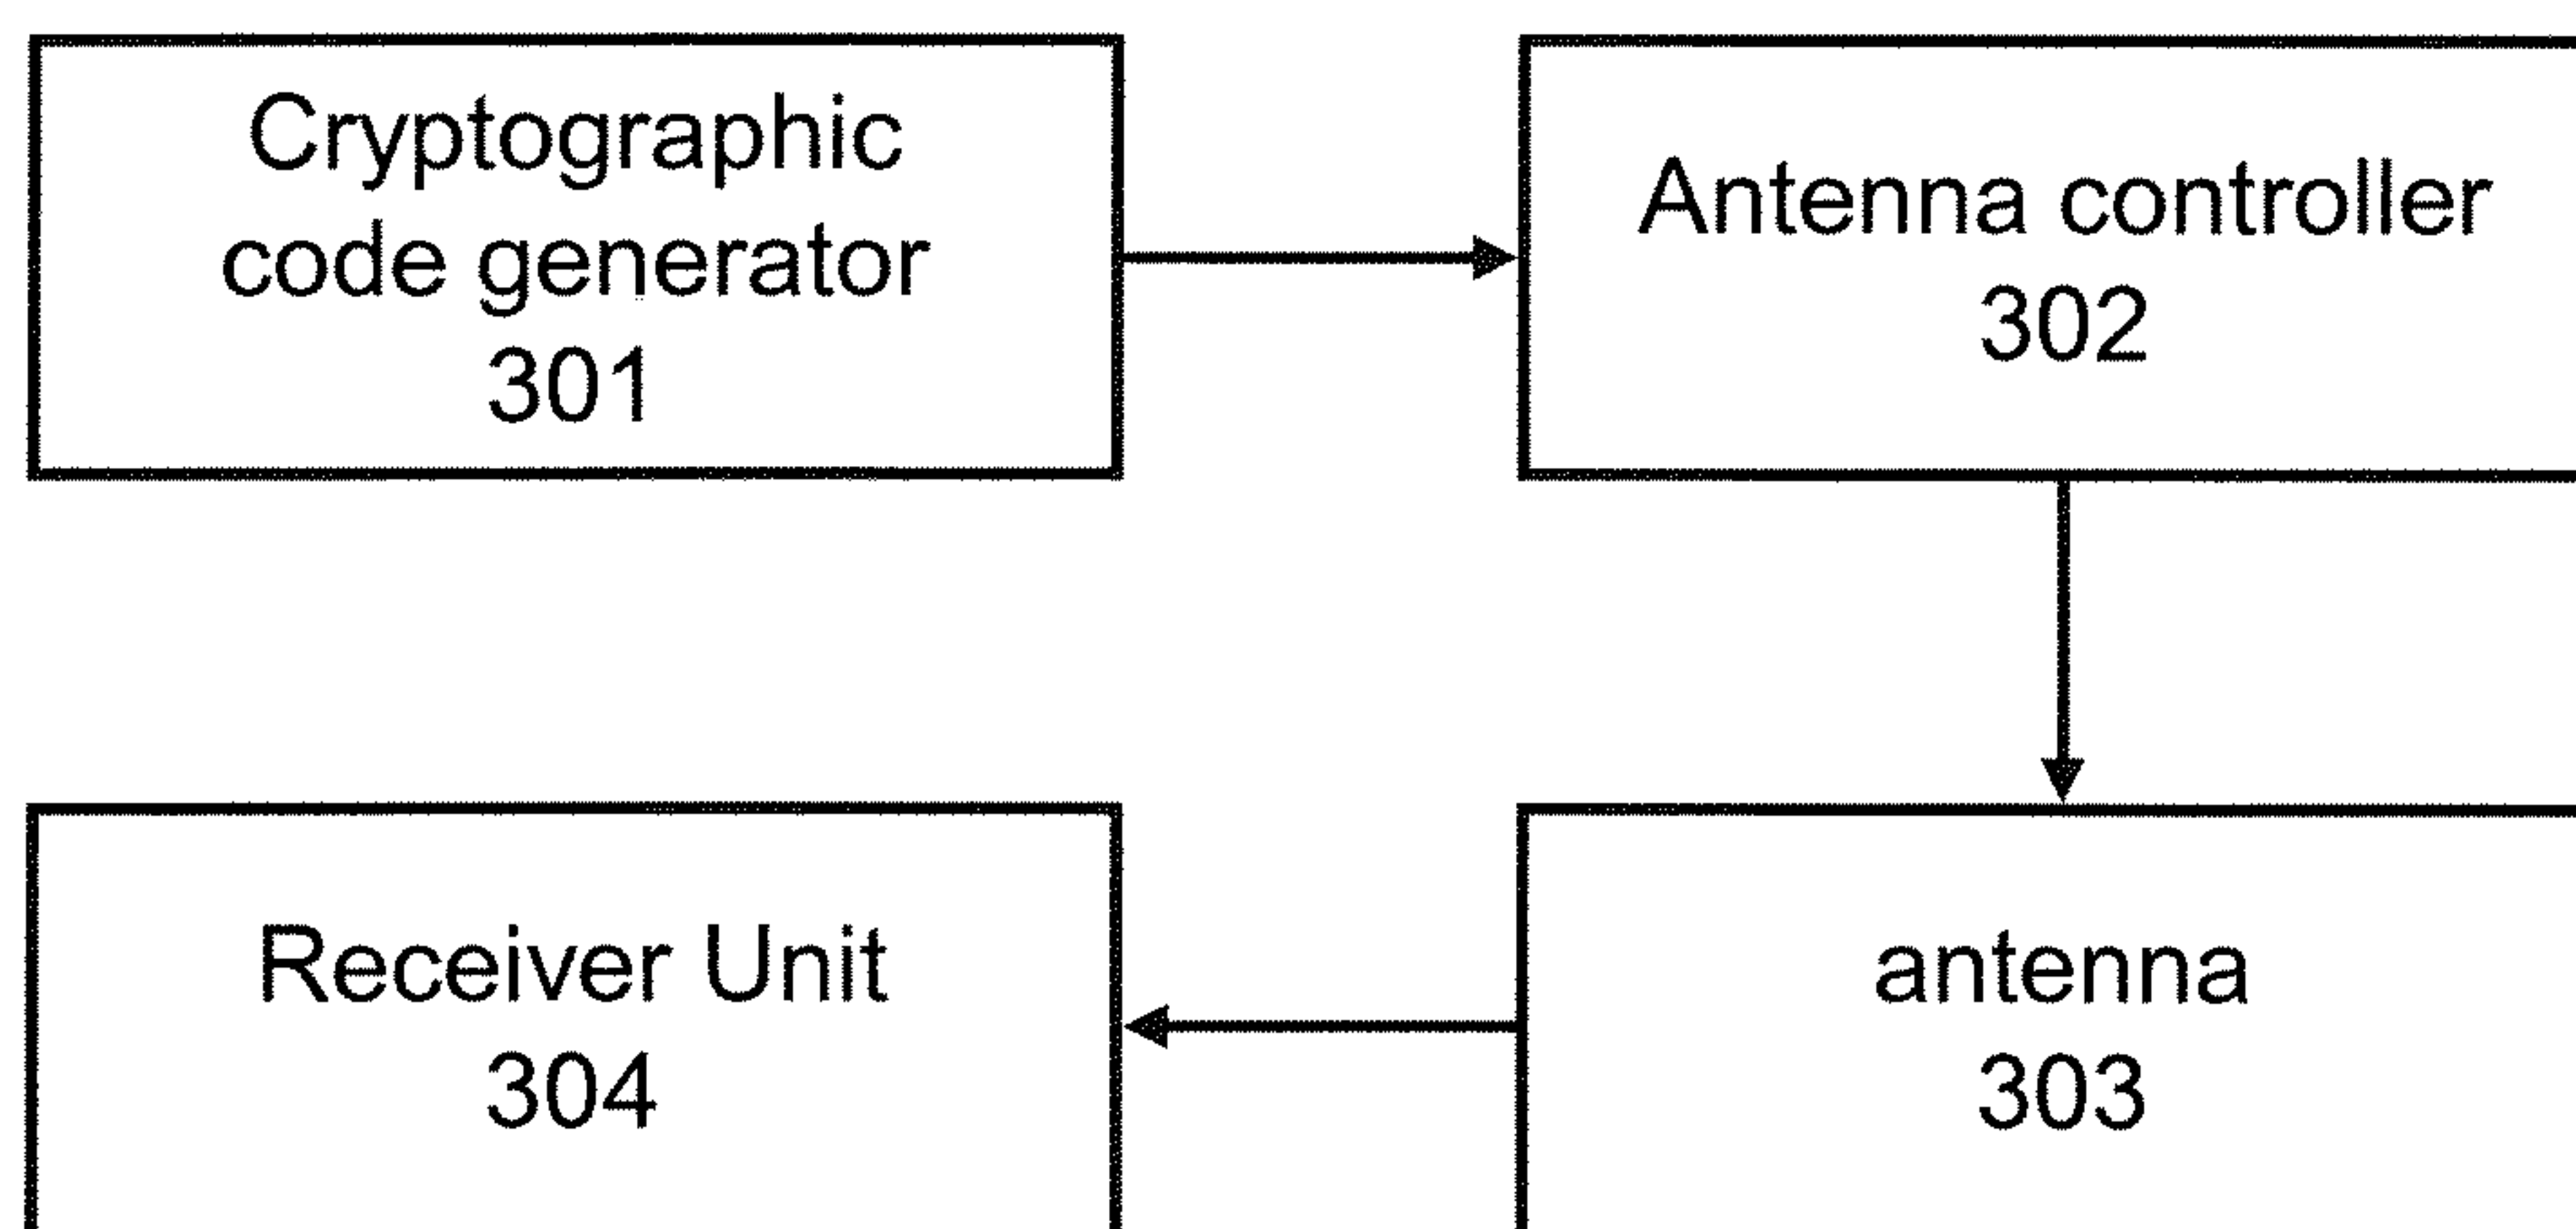 Cryptographic
code generator
301
Antenna controller
302
Receiver Unit
304
antenna
303